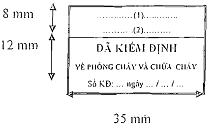 8 mm
............(1)............
............(2)............
12 mm
ĐÃ KIỂM ĐỊNH
VỀ PHÒNG CHÁY VÀ CHỮA CHÁY
Số KĐ: ... ngày ... / ... / ...
35 mm